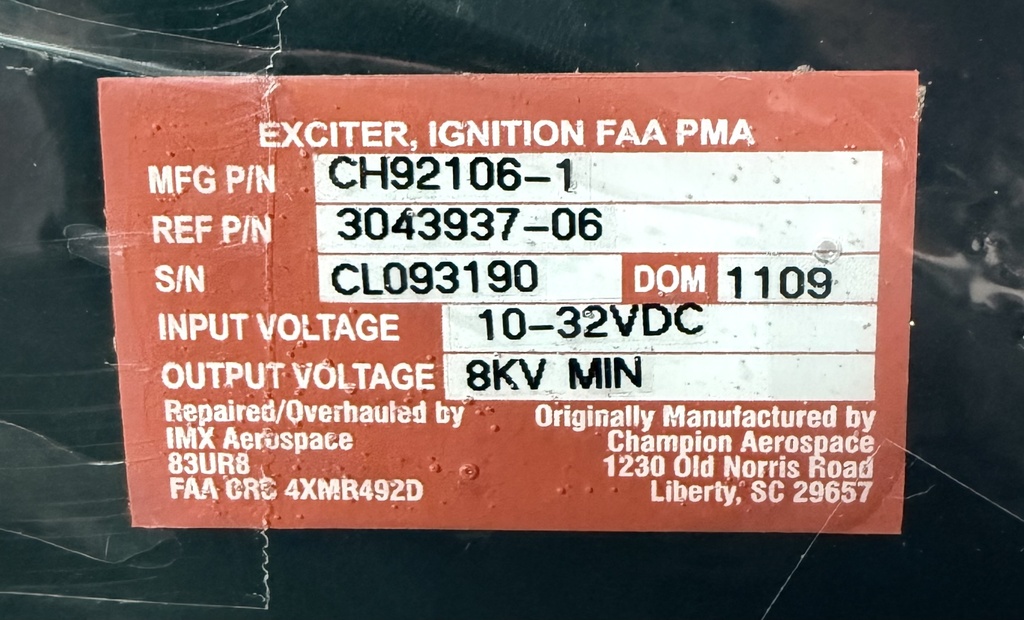 EXCITER, IGNITION FAA PMA
MFG P/N CH92106-1
REF P/N 3043937-06
S/N CL093190 DOM 1109
INPUT VOLTAGE 10-32VDC
OUTPUT VOLTAGE 8KV MIN
Repaired/Overhauled by
IMX Aerospace
83UR8
FAA CRS 4XMR492D
Originally Manufactured by
Champion Aerospace
1230 Old Norris Road
Liberty, SC 29657